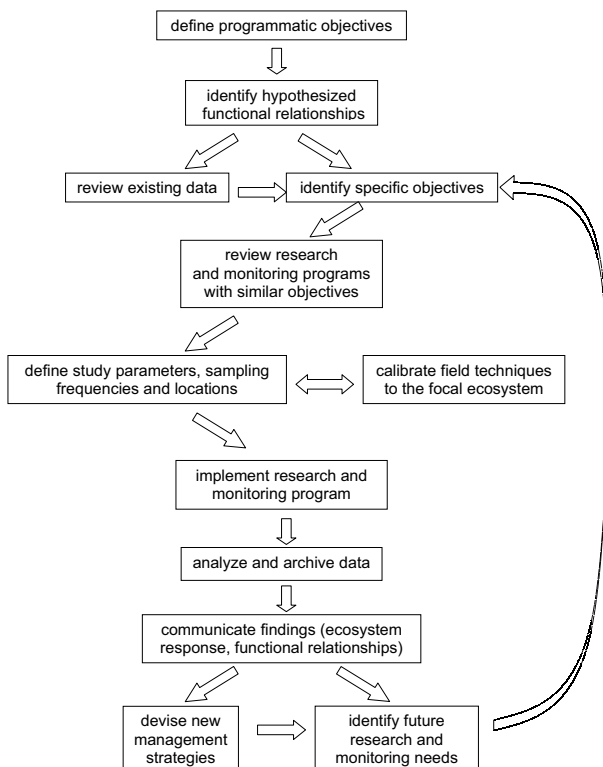 define programmatic objectives
identify hypothesized
functional relationships
review existing data
identify specific objectives
review research
and monitoring programs
with similar objectives
define study parameters, sampling
frequencies and locations
calibrate field techniques
to the focal ecosystem
implement research and
monitoring program
analyze and archive data
communicate findings (ecosystem
response, functional relationships)
devise new
management
strategies
identify future
research and
monitoring needs